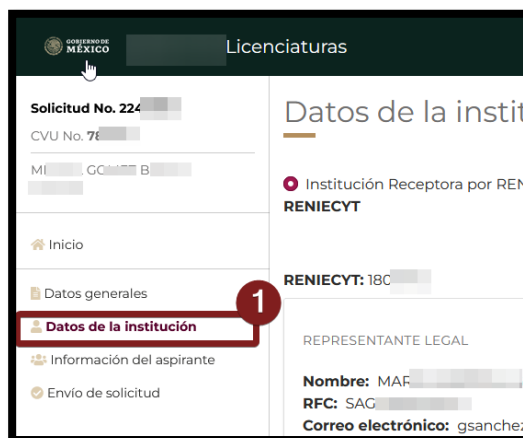 GOBIERNO DE
MÉXICO
Licenciaturas
Solicitud No. 224
CVU No. 78
Inicio
Datos generales
Datos de la institución
Información del aspirante
Envío de solicitud
1
Datos de la instit
Institución Receptora por REN
RENIECYT
RENIECYT: 180
REPRESENTANTE LEGAL
Nombre: MAR
RFC: SAG
Correo electrónico: gsanchez